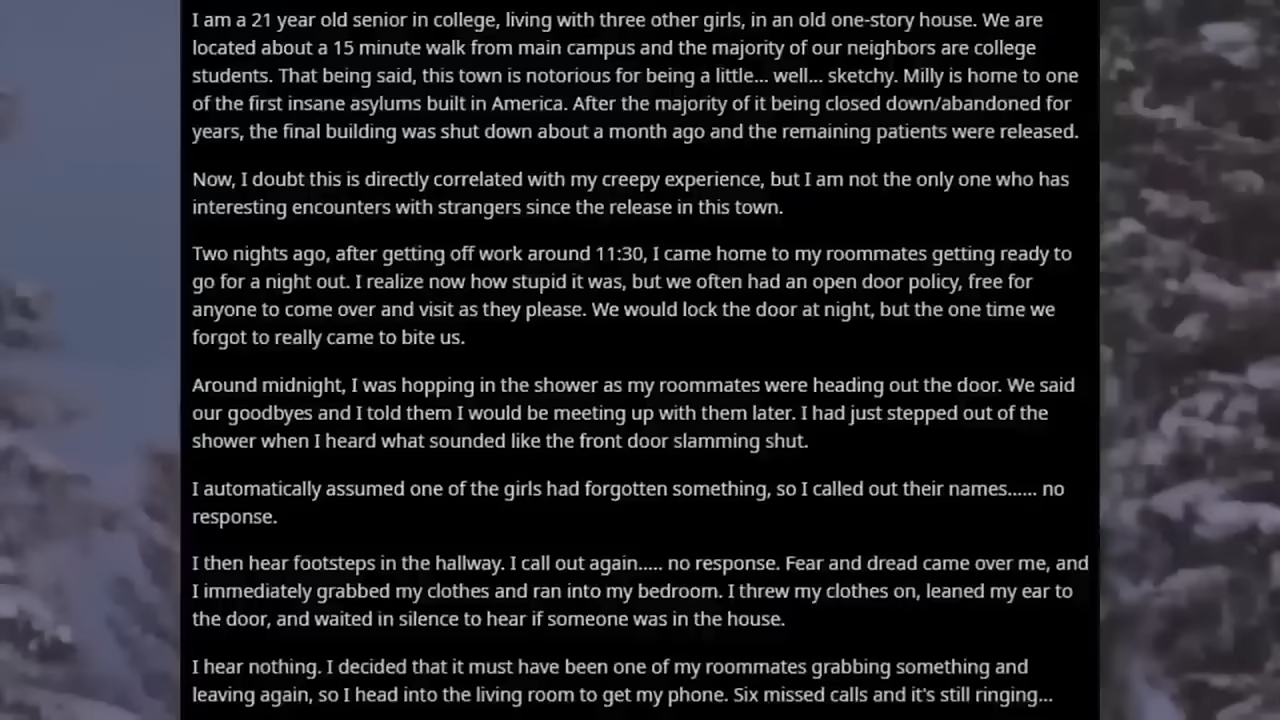 I am a 21 year old senior in college, living with three other girls, in an old one-story house. We are
located about a 15 minute walk from main campus and the majority of our neighbors are college
students. That being said, this town is notorious for being a little... well... sketchy. Milly is home to one
of the first insane asylums built in America. After the majority of it being closed down/abandoned for
years, the final building was shut down about a month ago and the remaining patients were released.
Now, I doubt this is directly correlated with my creepy experience, but I am not the only one who has
interesting encounters with strangers since the release in this town.
Two nights ago, after getting off work around 11:30, I came home to my roommates getting ready to
go for a night out. I realize now how stupid it was, but we often had an open door policy, free for
anyone to come over and visit as they please. We would lock the door at night, but the one time we
forgot to really came to bite us.
Around midnight, I was hopping in the shower as my roommates were heading out the door. We said
our goodbyes and I told them I would be meeting up with them later. I had just stepped out of the
shower when I heard what sounded like the front door slamming shut.
I automatically assumed one of the girls had forgotten something, so I called out their names...... no
response.
I then hear footsteps in the hallway. I call out again..... no response. Fear and dread came over me, and
I immediately grabbed my clothes and ran into my bedroom. I threw my clothes on, leaned my ear to
the door, and waited in silence to hear if someone was in the house.
I hear nothing. I decided that it must have been one of my roommates grabbing something and
leaving again, so I head into the living room to get my phone. Six missed calls and it's still ringing...